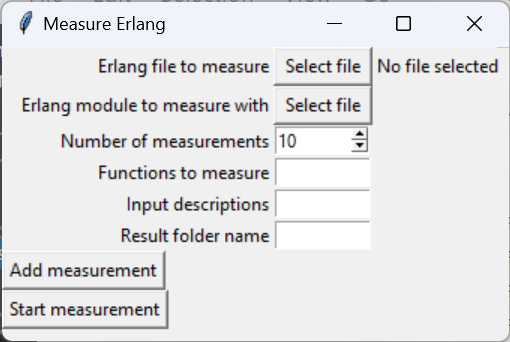 Measure Erlang
Erlang file to measure Select file No file selected
Erlang module to measure with Select file
Number of measurements 10
Functions to measure
Input descriptions
Result folder name
Add measurement
Start measurement